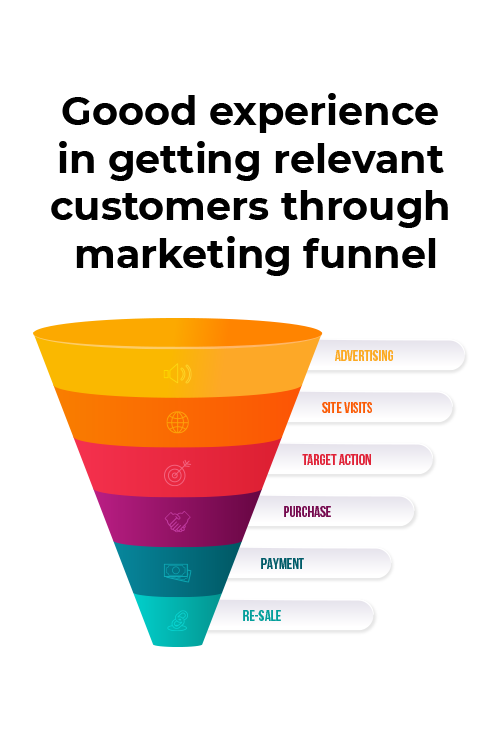 Goood experience
in getting relevant
customers through
marketing funnel
ADVERTISING
SITE VISITS
TARGET ACTION
PURCHASE
PAYMENT
RE-SALE